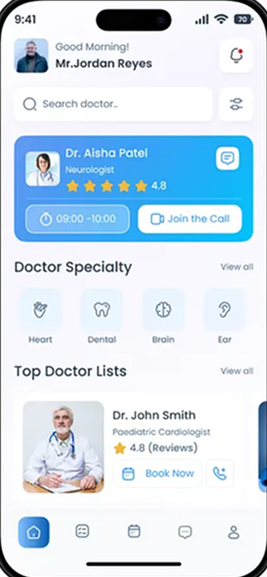 9:41
70
Good Morning!
Mr.Jordan Reyes
Search doctor..
Dr. Aisha Patel
Neurologist
4.8
09:00 -10:00
Join the Call
Doctor Specialty
View all
Heart
Dental
Brain
Ear
Top Doctor Lists
View all
Dr. John Smith
Paediatric Cardiologist
4.8 (Reviews)
Book Now